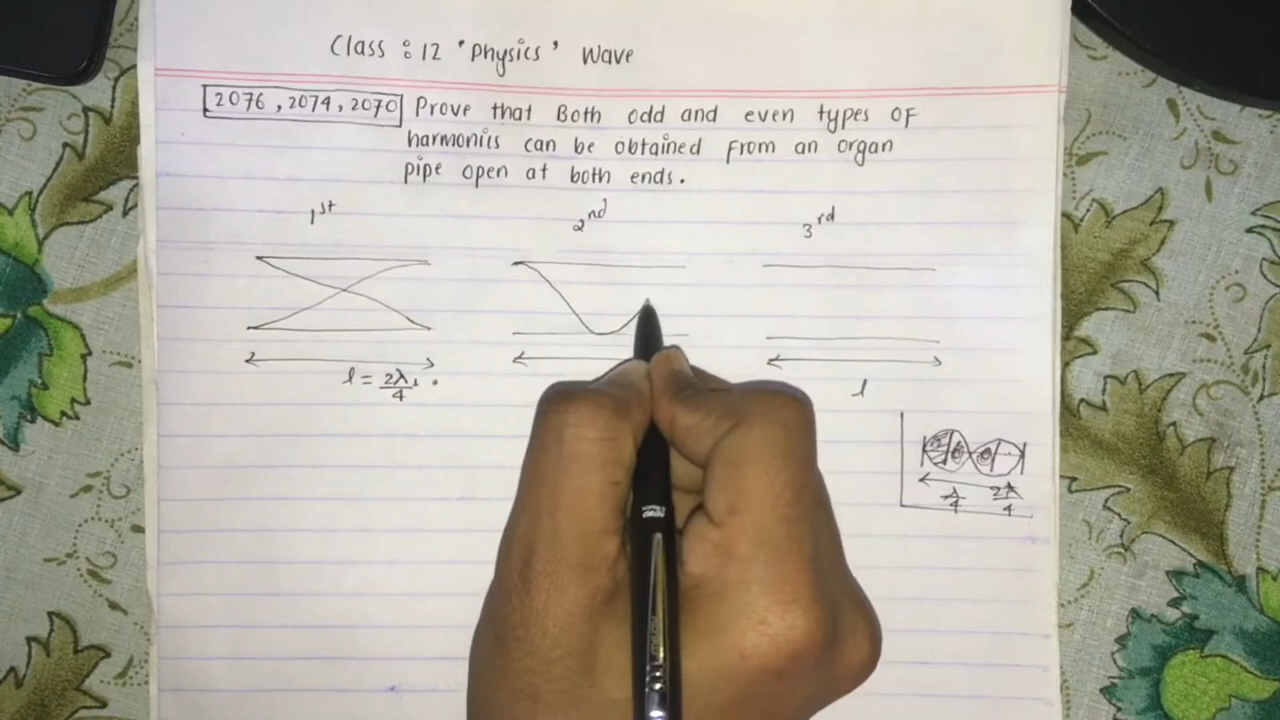 Class : 12 'Physics' Wave
2076, 2074, 2070 Prove that Both odd and even types of
harmonics can be obtained from an organ
pipe open at both ends.
1st 2nd 3rd
l = 2λ1/4 .
l
λ/4 2λ/4